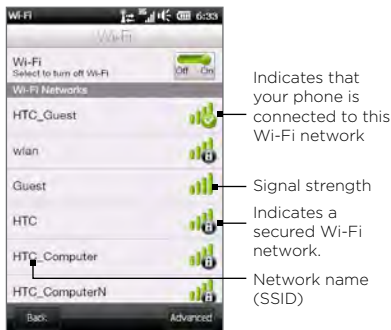 Wi-Fi 6:33
Wi-Fi
Wi-Fi
Select to turn off Wi-Fi
Off On
Wi-Fi Networks
HTC_Guest
wlan
Guest
HTC
HTC_Computer
HTC_ComputerN
Back Advanced
Indicates that
your phone is
connected to this
Wi-Fi network
Signal strength
Indicates a
secured Wi-Fi
network.
Network name
(SSID)